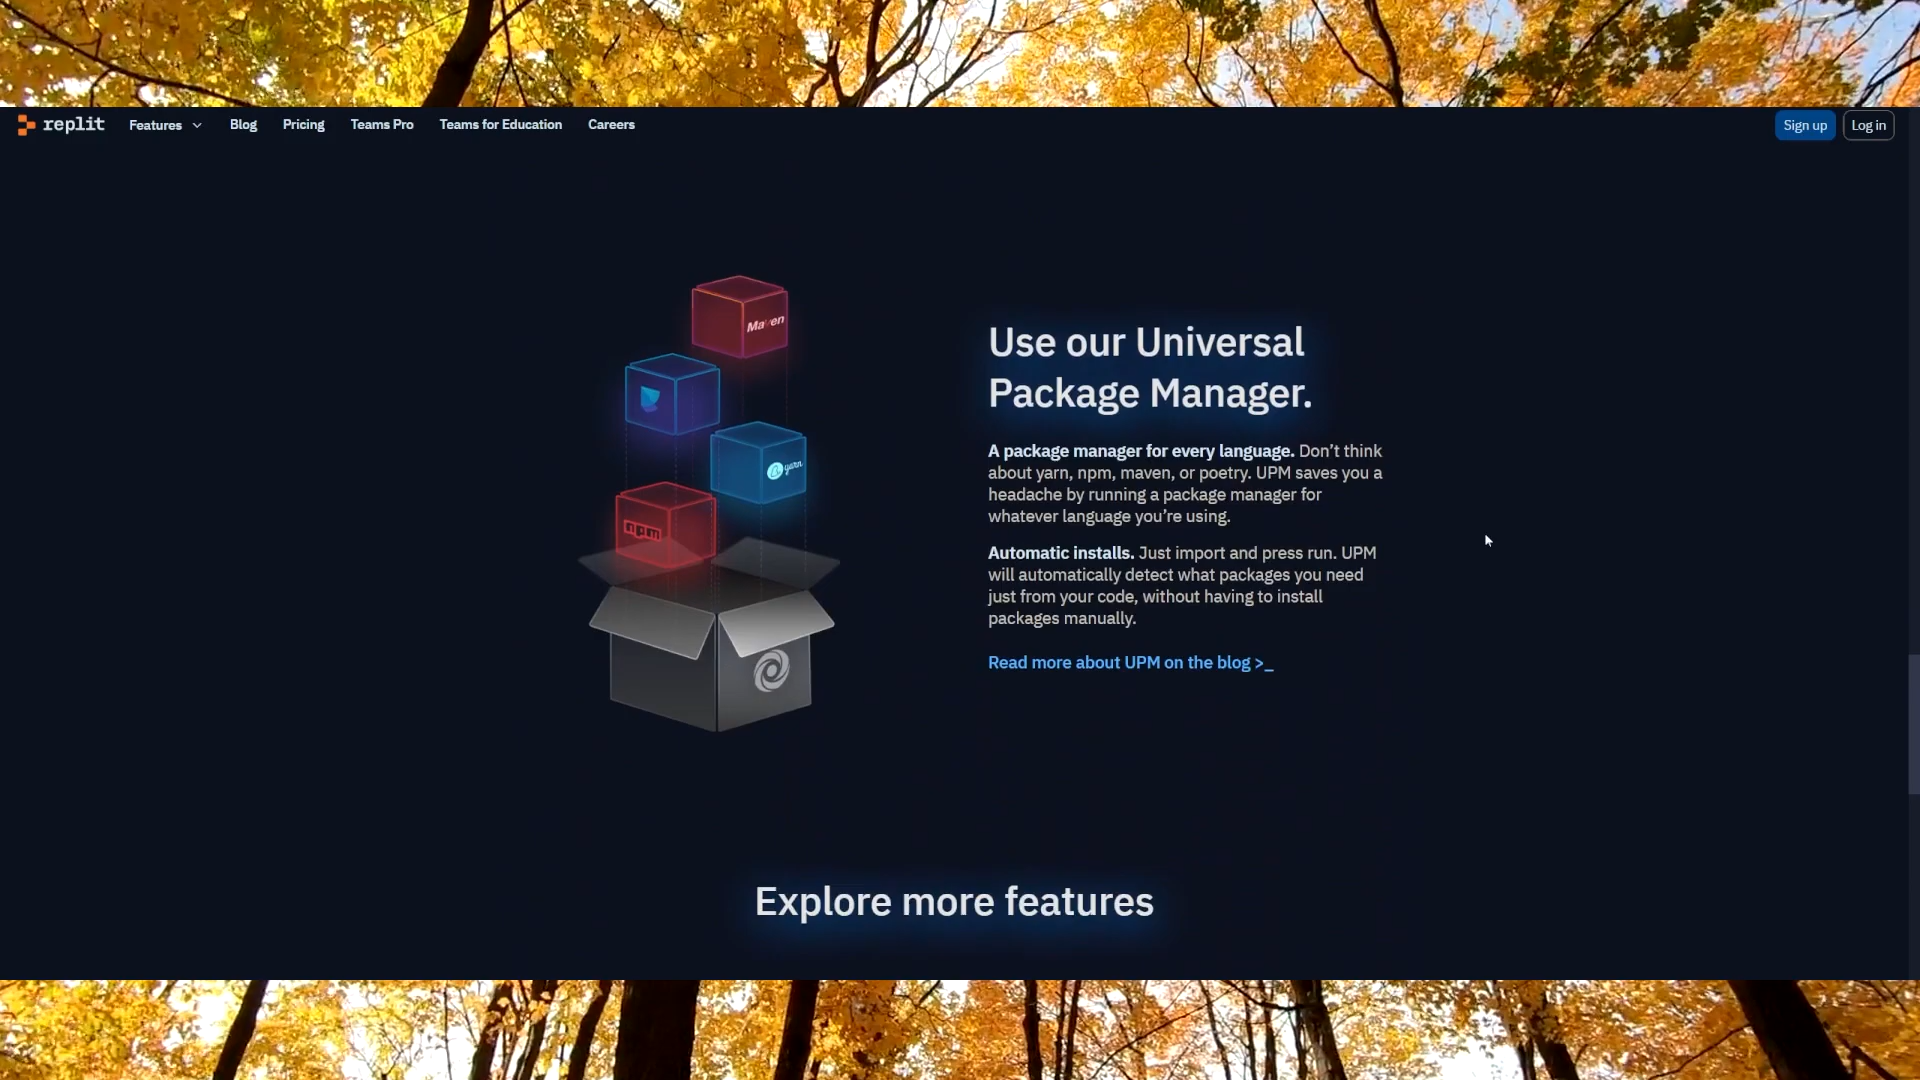 replit
Features
Blog
Pricing
Teams Pro
Teams for Education
Careers
Sign up
Log in
Maven
yarn
npm
Use our Universal
Package Manager.
A package manager for every language. Don’t think
about yarn, npm, maven, or poetry. UPM saves you a
headache by running a package manager for
whatever language you’re using.
Automatic installs. Just import and press run. UPM
will automatically detect what packages you need
just from your code, without having to install
packages manually.
Read more about UPM on the blog >_
Explore more features